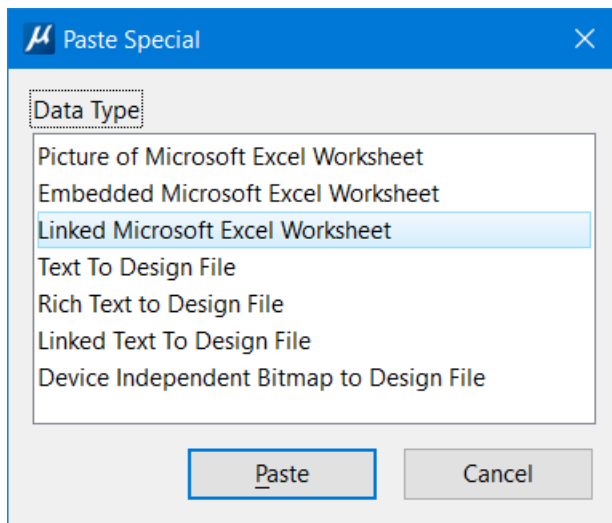 Paste Special
Data Type
Picture of Microsoft Excel Worksheet
Embedded Microsoft Excel Worksheet
Linked Microsoft Excel Worksheet
Text To Design File
Rich Text to Design File
Linked Text To Design File
Device Independent Bitmap to Design File
Paste Cancel